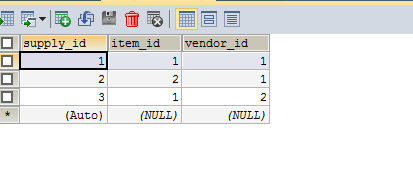 supply_id item_id vendor_id
1 1 1
2 2 1
3 1 2
* (Auto) (NULL) (NULL)